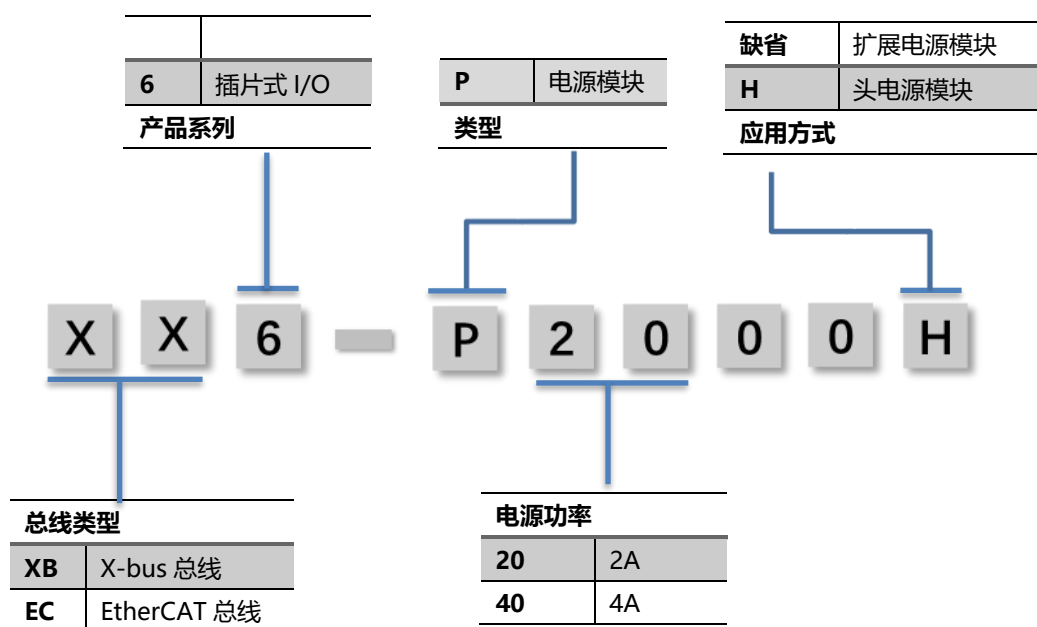 6 插片式 I/O
产品系列
P 电源模块
类型
缺省 扩展电源模块
H 头电源模块
应用方式
X X 6 - P 2 0 0 0 H
总线类型
XB X-bus 总线
EC EtherCAT 总线
电源功率
20 2A
40 4A